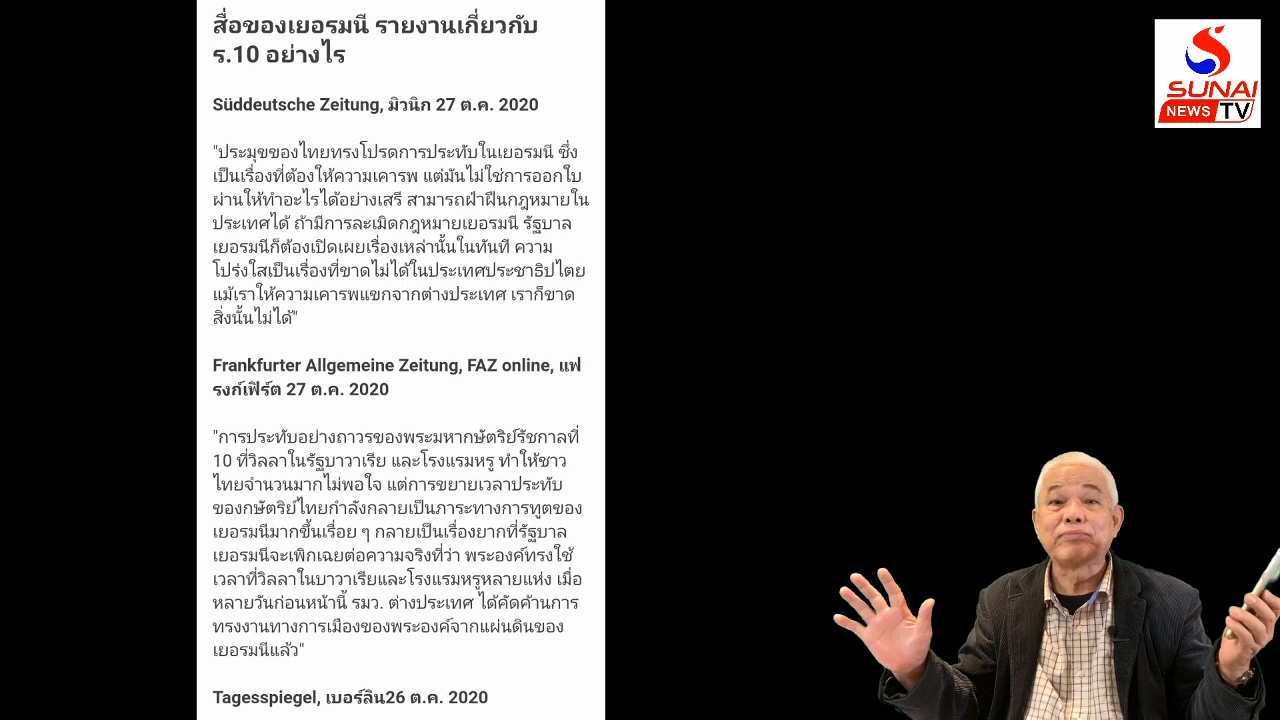 สื่อของเยอรมนี รายงานเกี่ยวกับ
ร.10 อย่างไร
Süddeutsche Zeitung, มิวนิก 27 ต.ค. 2020
"ประมุขของไทยทรงโปรดการประทับในเยอรมนี ซึ่ง
เป็นเรื่องที่ต้องให้ความเคารพ แต่มันไม่ใช่การออกใบ
ผ่านให้ทำอะไรได้อย่างเสรี สามารถฝ่าฝืนกฎหมายใน
ประเทศได้ ถ้ามีการละเมิดกฎหมายเยอรมนี รัฐบาล
เยอรมนีก็ต้องเปิดเผยเรื่องเหล่านั้นในทันที ความ
โปร่งใสเป็นเรื่องที่ขาดไม่ได้ในประเทศประชาธิปไตย
แม้เราให้ความเคารพแขกจากต่างประเทศ เราก็ขาด
สิ่งนั้นไม่ได้"
Frankfurter Allgemeine Zeitung, FAZ online, แฟ
รงก์เฟิร์ต 27 ต.ค. 2020
"การประทับอย่างถาวรของพระมหากษัตริย์รัชกาลที่
10 ที่วิลลาในรัฐบาวาเรีย และโรงแรมหรู ทำให้ชาว
ไทยจำนวนมากไม่พอใจ แต่การขยายเวลาประทับ
ของกษัตริย์ไทยกำลังกลายเป็นภาระทางการทูตของ
เยอรมนีมากขึ้นเรื่อย ๆ กลายเป็นเรื่องยากที่รัฐบาล
เยอรมนีจะเพิกเฉยต่อความจริงที่ว่า พระองค์ทรงใช้
เวลาที่วิลลาในบาวาเรียและโรงแรมหรูหลายแห่ง เมื่อ
หลายวันก่อนหน้านี้ รมว. ต่างประเทศ ได้คัดค้านการ
ทรงงานทางการเมืองของพระองค์จากแผ่นดินของ
เยอรมนีแล้ว"
Tagesspiegel, เบอร์ลิน26 ต.ค. 2020
SUNAI
NEWS TV